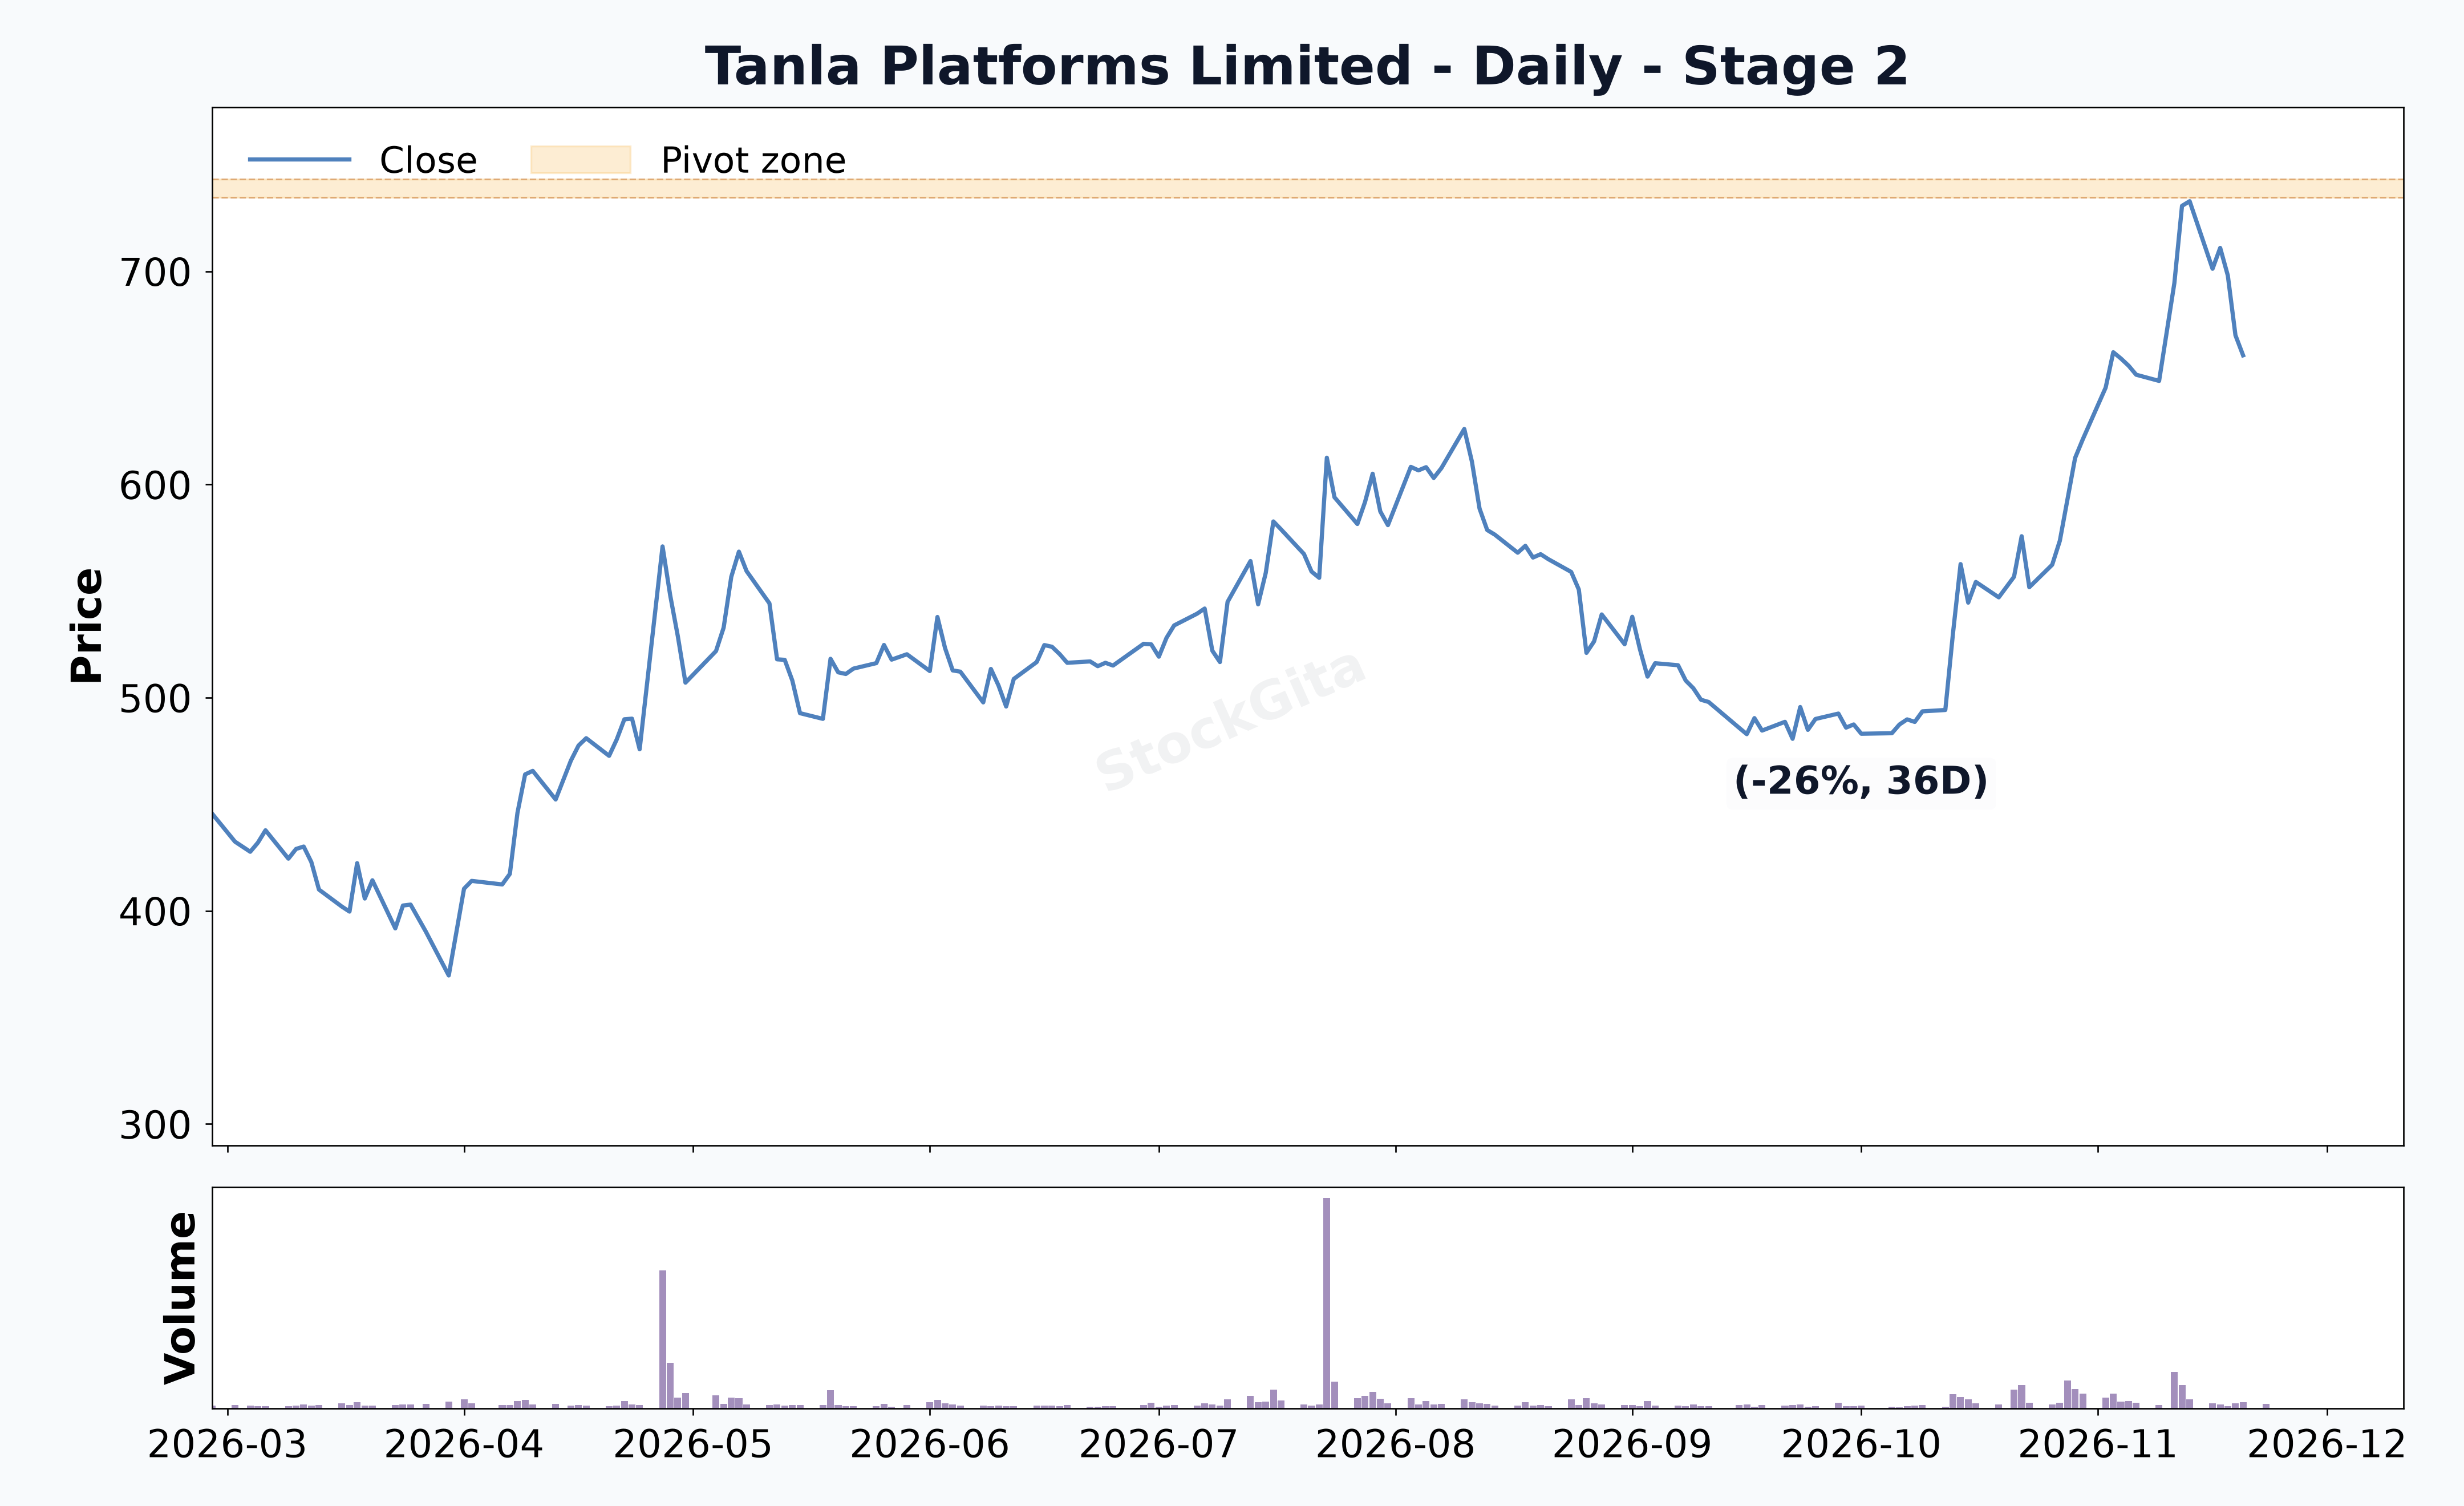 Tanla Platforms Limited - Daily - Stage 2
Close
Pivot zone
700
600
500
400
300
Price
StockGita
(-26%, 36D)
Volume
2026-03
2026-04
2026-05
2026-06
2026-07
2026-08
2026-09
2026-10
2026-11
2026-12